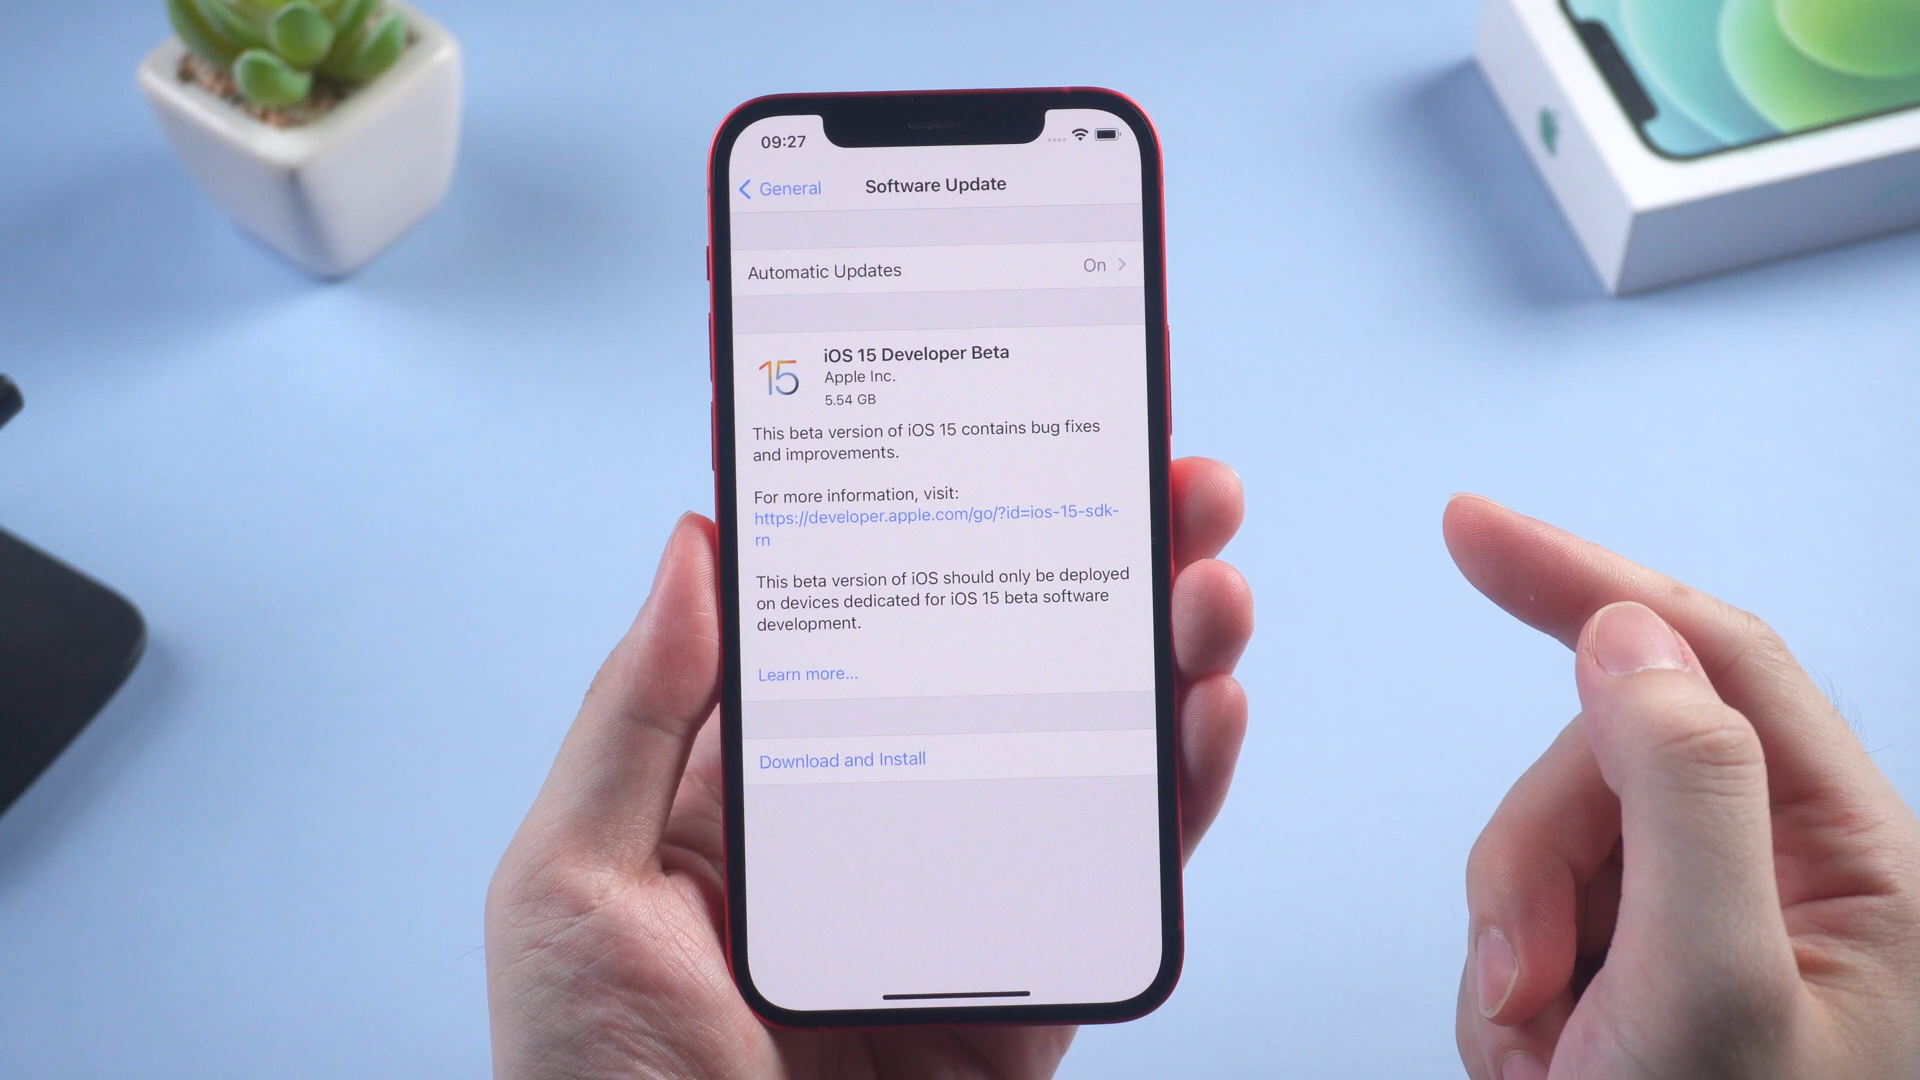 09:27
General
Software Update
Automatic Updates
On
15
iOS 15 Developer Beta
Apple Inc.
5.54 GB
This beta version of iOS 15 contains bug fixes
and improvements.
For more information, visit:
https://developer.apple.com/go/?id=ios-15-sdk-
rn
This beta version of iOS should only be deployed
on devices dedicated for iOS 15 beta software
development.
Learn more...
Download and Install